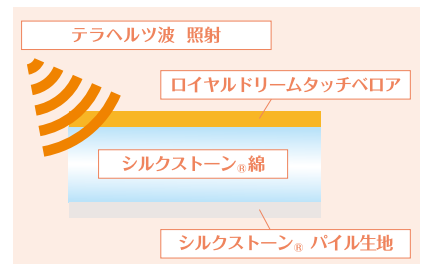 テラヘルツ波 照射
ロイヤルドリームタッチベロア
シルクストーン®綿
シルクストーン® パイル生地